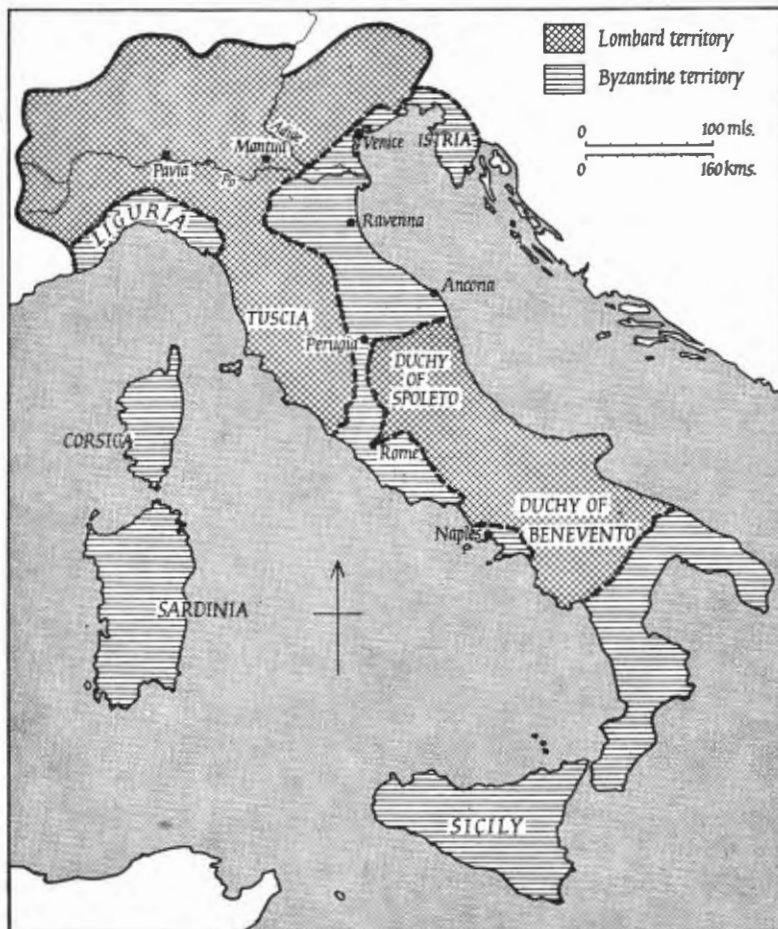 Lombard territory
Byzantine territory
0 100 mls.
0 160 kms.
Adige
Venice
ISTRIA
Mantua
Pavia
Po
LIGURIA
Ravenna
Ancona
TUSCIA
Perugia
DUCHY
OF
SPOLETO
CORSICA
Rome
DUCHY OF
BENEVENTO
Naples
SARDINIA
SICILY